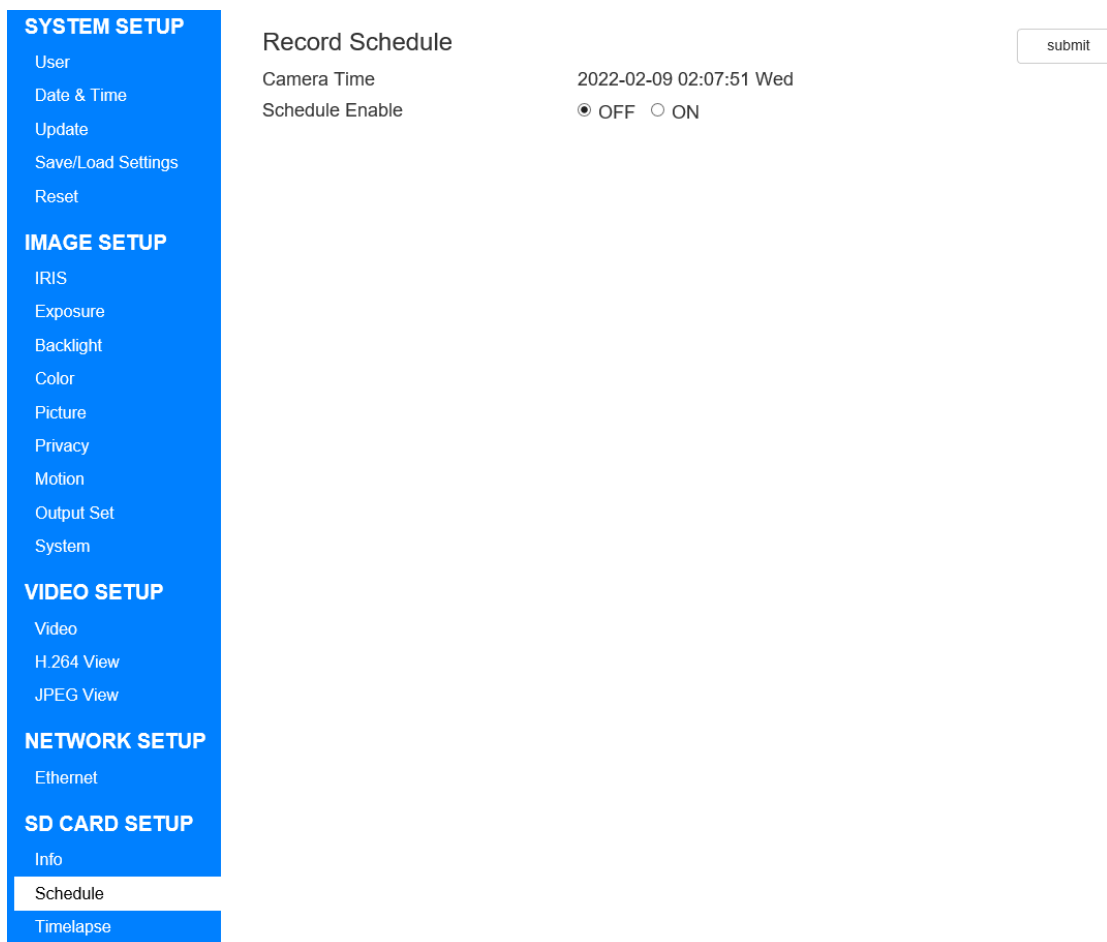 SYSTEM SETUP
User
Date & Time
Update
Save/Load Settings
Reset
IMAGE SETUP
IRIS
Exposure
Backlight
Color
Picture
Privacy
Motion
Output Set
System
VIDEO SETUP
Video
H.264 View
JPEG View
NETWORK SETUP
Ethernet
SD CARD SETUP
Info
Schedule
Timelapse
Record Schedule
submit
Camera Time 2022-02-09 02:07:51 Wed
Schedule Enable OFF ON